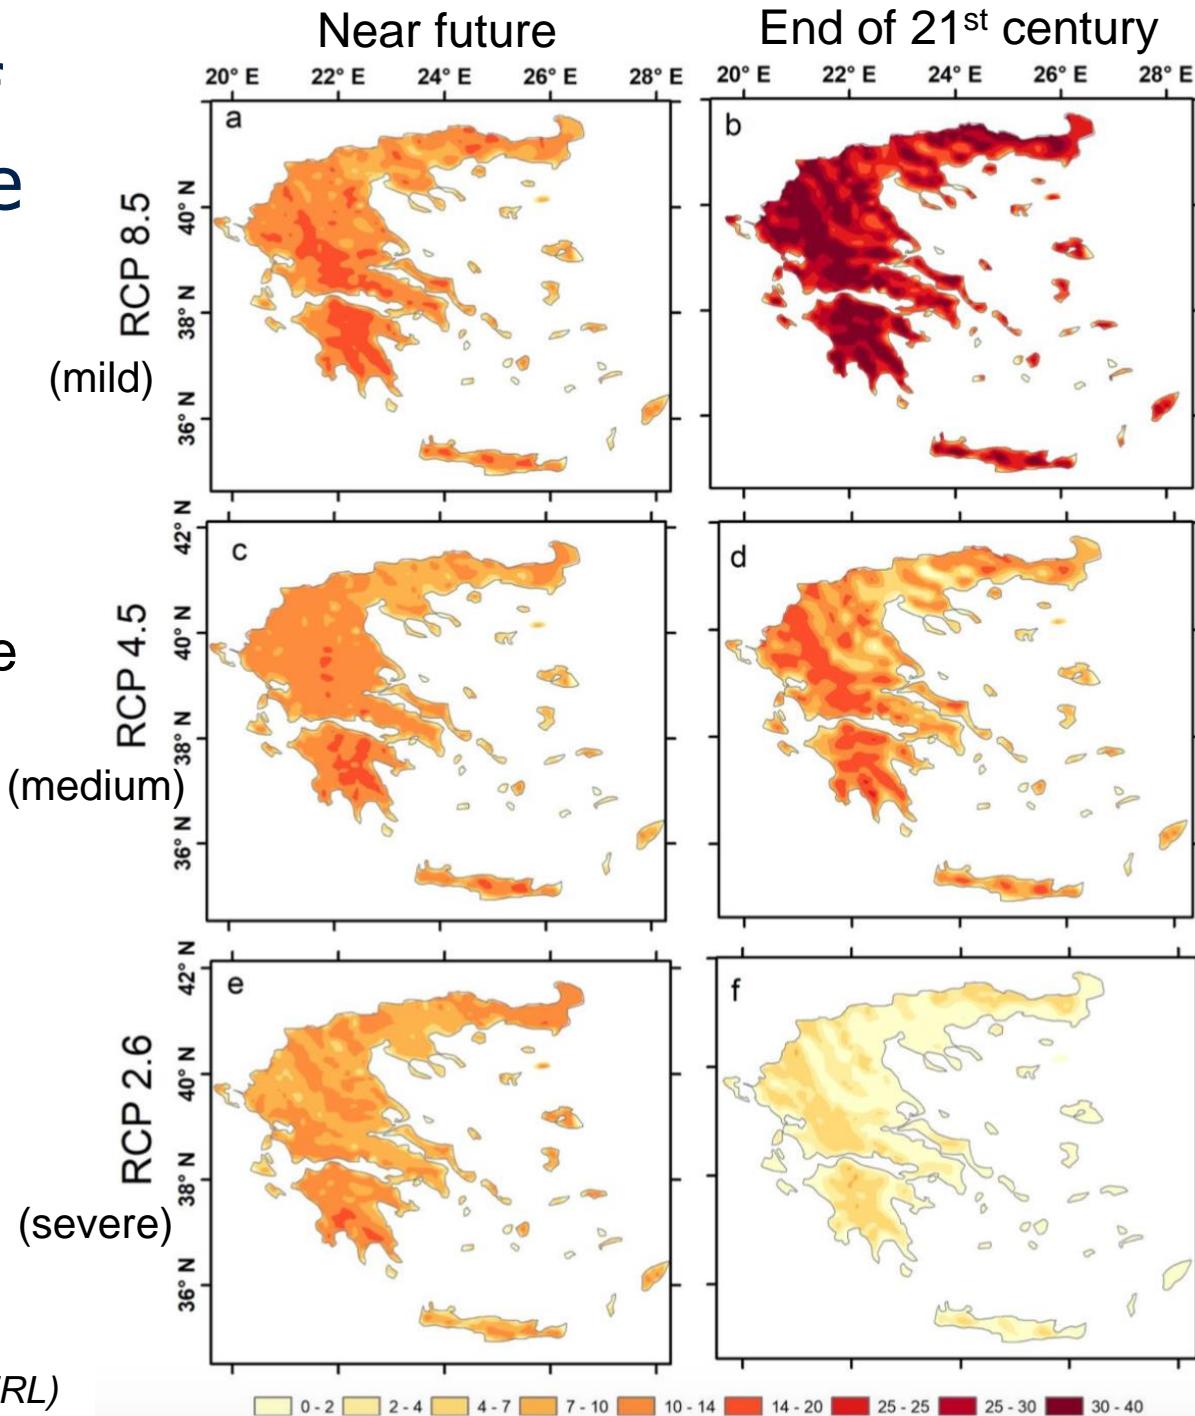 Near future
End of 21st century
20° E 22° E 24° E 26° E 28° E
20° E 22° E 24° E 26° E 28° E
a
b
40° N
38° N
36° N
RCP 8.5
(mild)
c
d
42° N
40° N
38° N
36° N
RCP 4.5
e
(medium)
e
f
42° N
40° N
38° N
36° N
RCP 2.6
(severe)
RL)
0 - 2 2 - 4 4 - 7 7 - 10 10 - 14 14 - 20 25 - 25 25 - 30 30 - 40